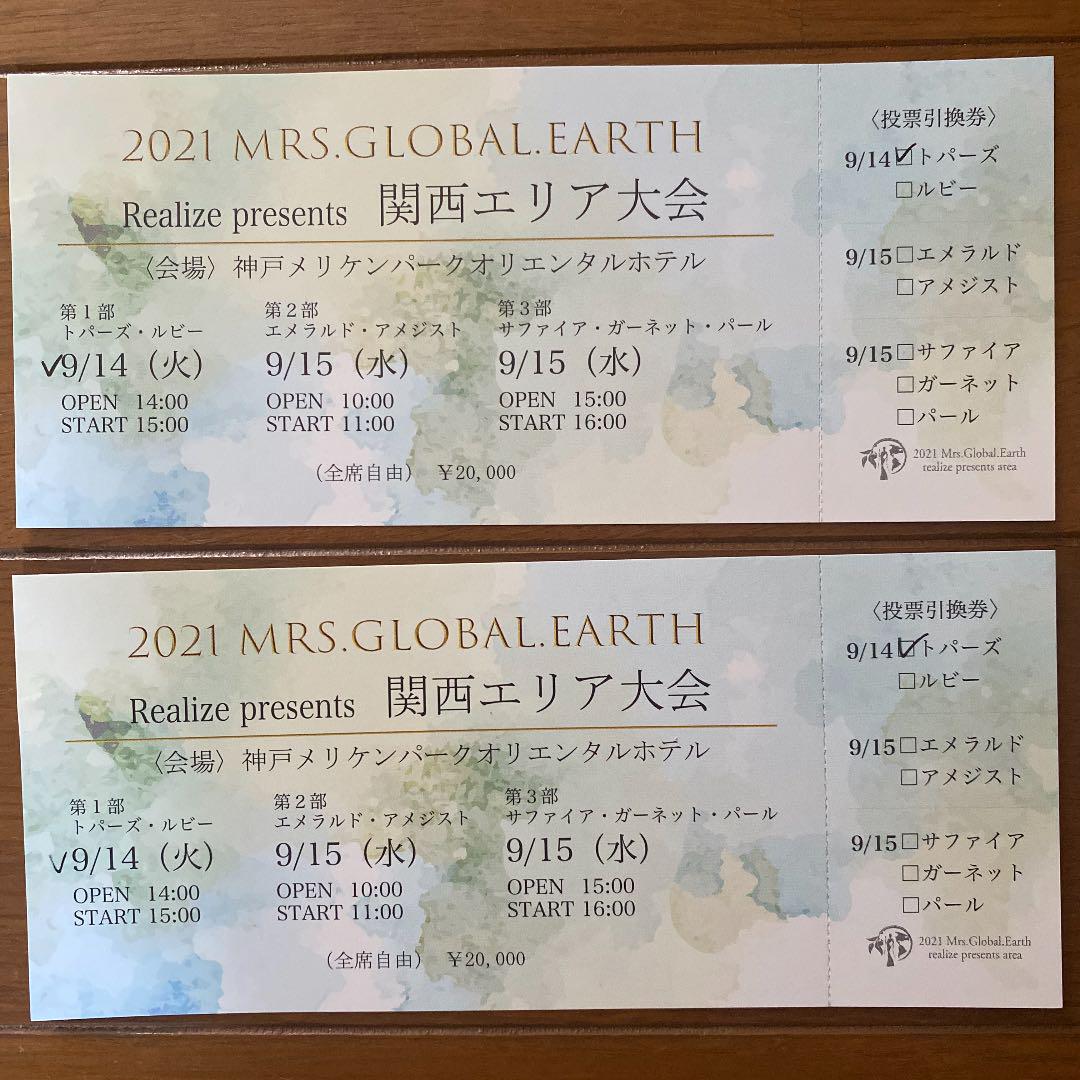 2021 MRS.GLOBAL.EARTH
Realize presents 関西エリア大会
〈会場〉神戸メリケンパークオリエンタルホテル
第1部
トパーズ・ルビー
✓9/14（火）
OPEN 14:00
START 15:00
第2部
エメラルド・アメジスト
9/15（水）
OPEN 10:00
START 11:00
第3部
サファイア・ガーネット・パール
9/15（水）
OPEN 15:00
START 16:00
（全席自由） ￥20,000
〈投票引換券〉
9/14☑トパーズ
□ルビー
9/15□エメラルド
□アメジスト
9/15□サファイア
□ガーネット
□パール
2021 Mrs.Global.Earth
realize presents area
2021 MRS.GLOBAL.EARTH
Realize presents 関西エリア大会
〈会場〉神戸メリケンパークオリエンタルホテル
第1部
トパーズ・ルビー
✓9/14（火）
OPEN 14:00
START 15:00
第2部
エメラルド・アメジスト
9/15（水）
OPEN 10:00
START 11:00
第3部
サファイア・ガーネット・パール
9/15（水）
OPEN 15:00
START 16:00
（全席自由） ￥20,000
〈投票引換券〉
9/14☑トパーズ
□ルビー
9/15□エメラルド
□アメジスト
9/15□サファイア
□ガーネット
□パール
2021 Mrs.Global.Earth
realize presents area